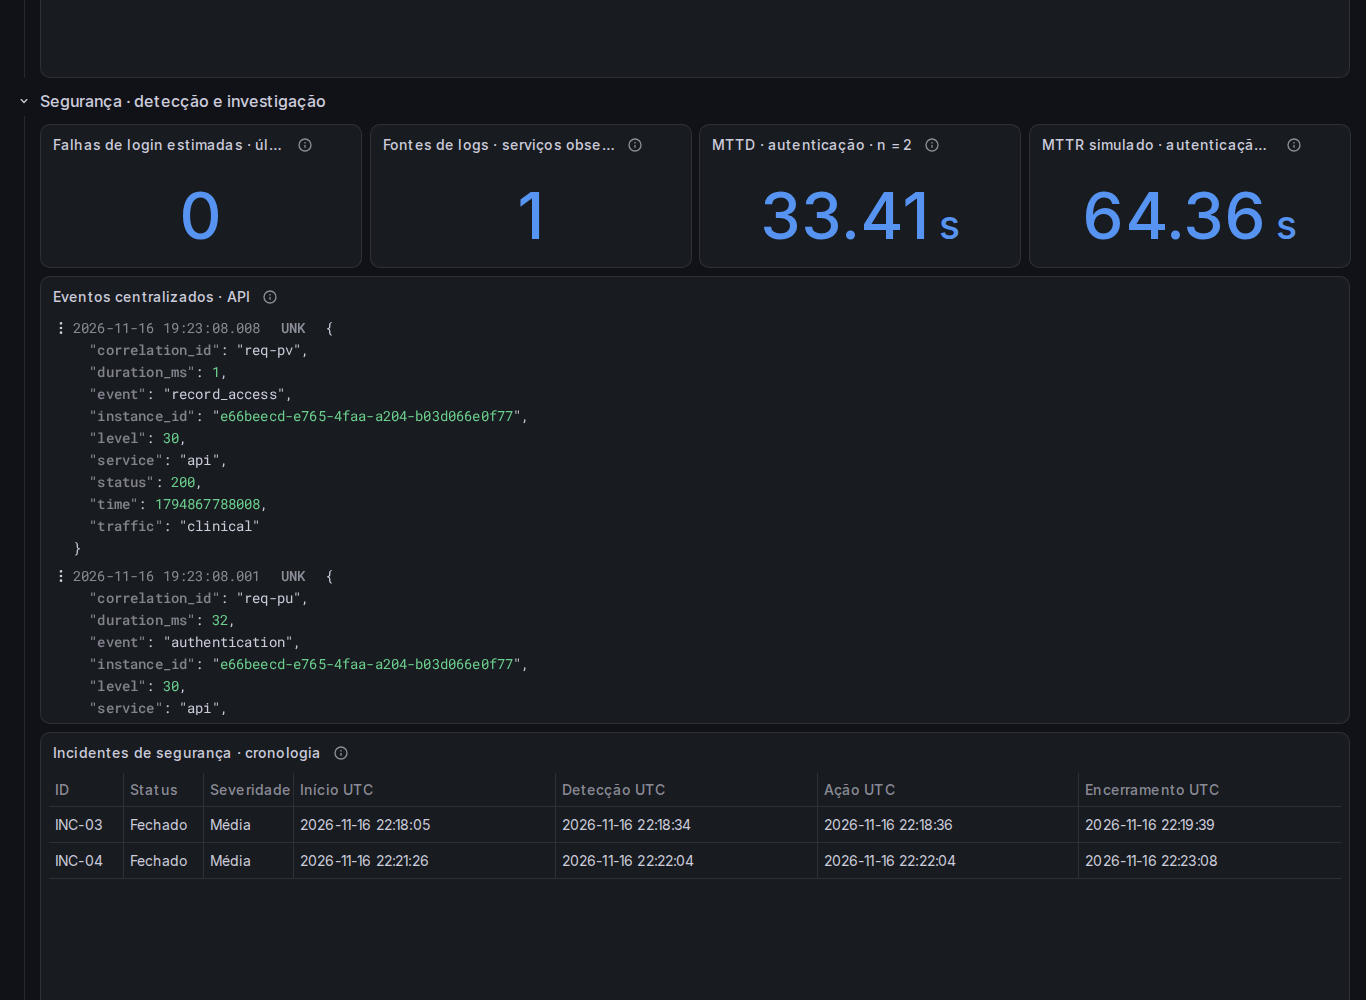 Segurança · detecção e investigação
Falhas de login estimadas · úl...
Fontes de logs · serviços obse...
MTTD · autenticação · n = 2
MTTR simulado · autenticaçã...
0
1
33.41 s
64.36 s
Eventos centralizados · API
2026-11-16 19:23:08.008 UNK {
"correlation_id": "req-pv",
"duration_ms": 1,
"event": "record_access",
"instance_id": "e66beecd-e765-4faa-a204-b03d066e0f77",
"level": 30,
"service": "api",
"status": 200,
"time": 1794867788008,
"traffic": "clinical"
}
2026-11-16 19:23:08.001 UNK {
"correlation_id": "req-pu",
"duration_ms": 32,
"event": "authentication",
"instance_id": "e66beecd-e765-4faa-a204-b03d066e0f77",
"level": 30,
"service": "api",
Incidentes de segurança · cronologia
ID Status Severidade Início UTC Detecção UTC Ação UTC Encerramento UTC
INC-03 Fechado Média 2026-11-16 22:18:05 2026-11-16 22:18:34 2026-11-16 22:18:36 2026-11-16 22:19:39
INC-04 Fechado Média 2026-11-16 22:21:26 2026-11-16 22:22:04 2026-11-16 22:22:04 2026-11-16 22:23:08